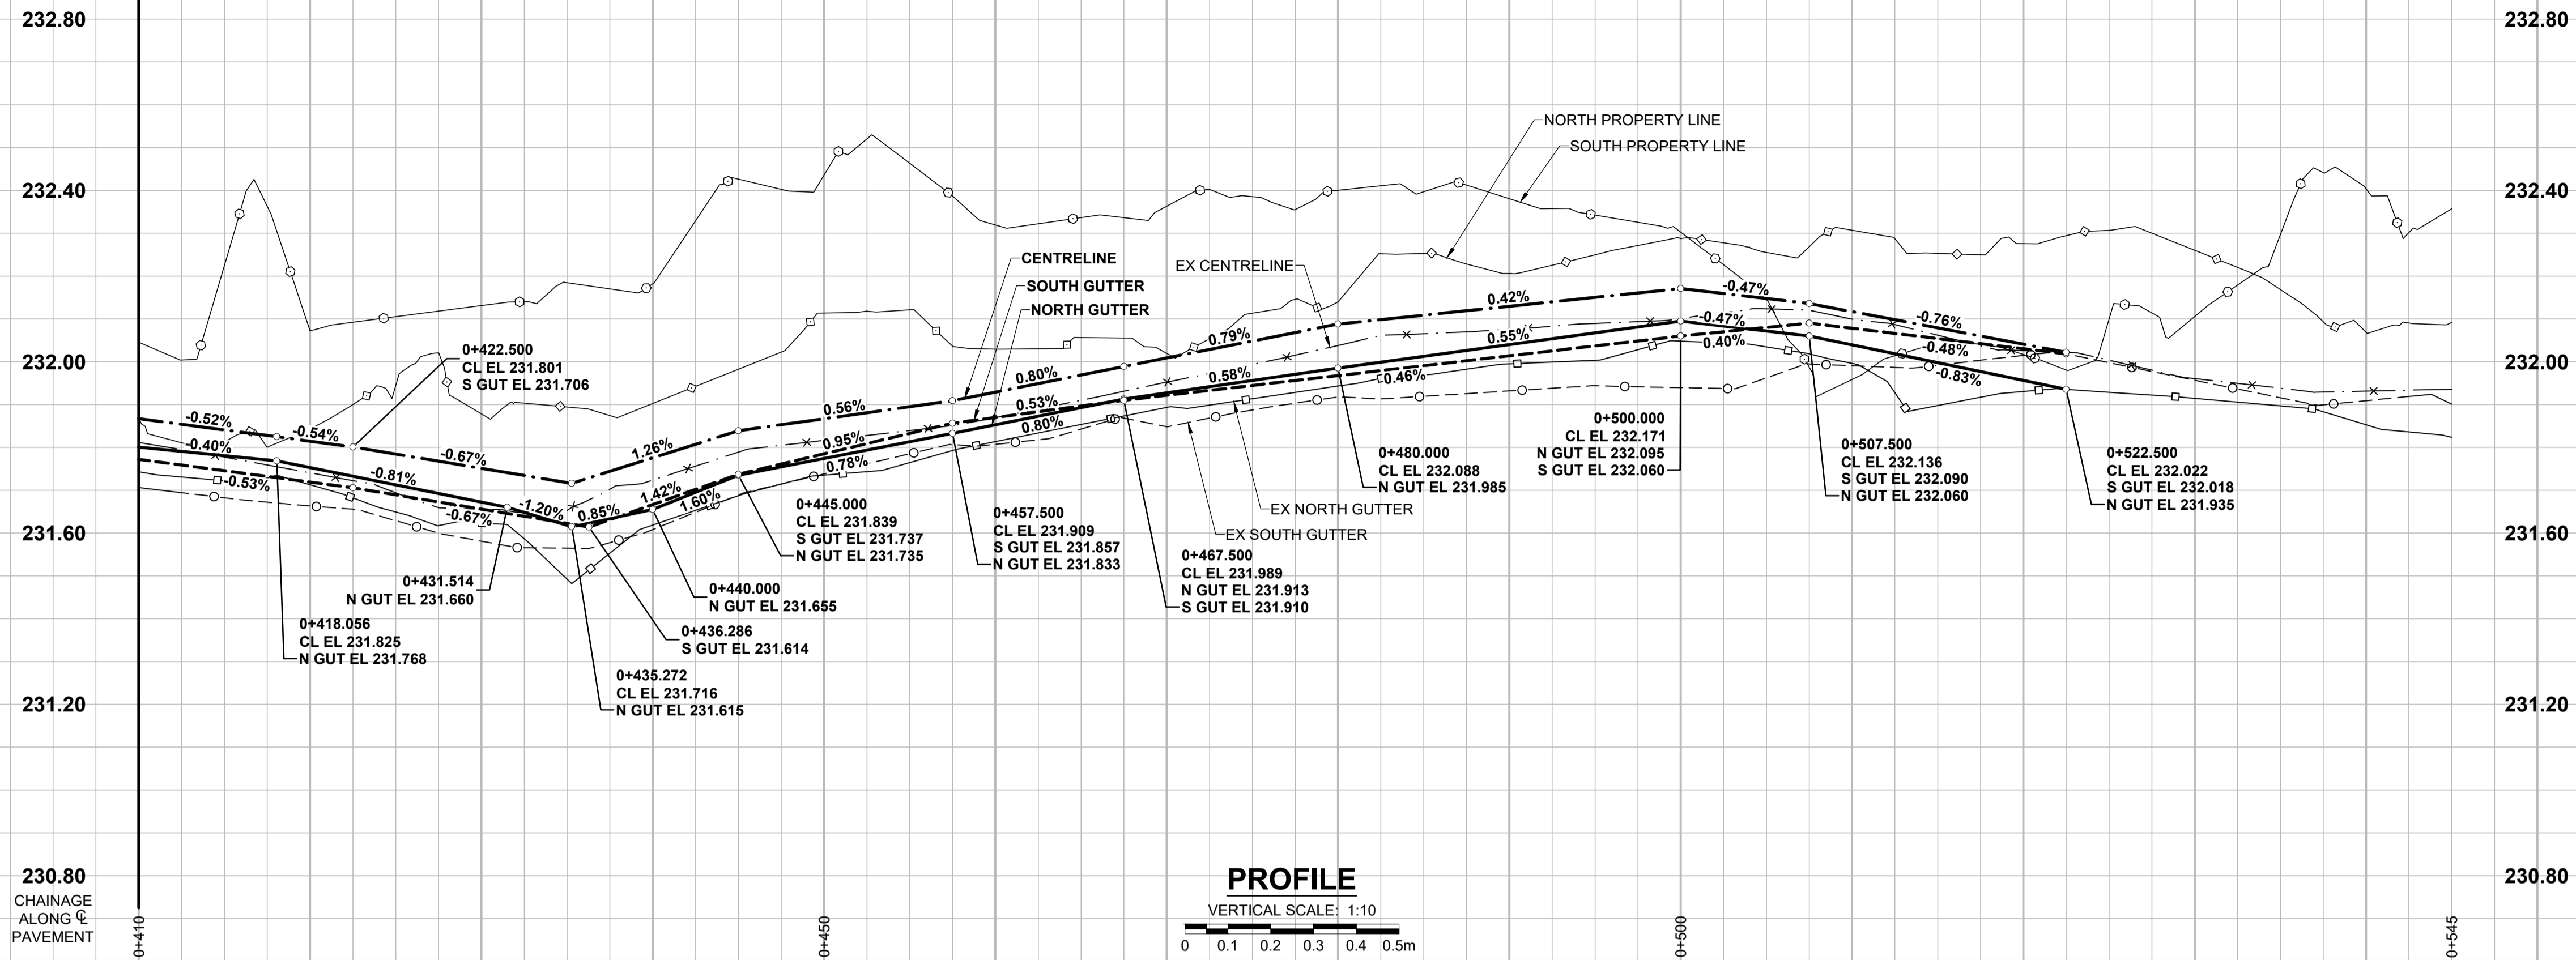 232.80
232.80
NORTH PROPERTY LINE
SOUTH PROPERTY LINE
232.40
232.40
CENTRELINE
EX CENTRELINE
SOUTH GUTTER
NORTH GUTTER
232.00
232.00
-0.52%
-0.54%
-0.40%
-0.53%
-0.67%
-0.81%
-0.67%
-1.20%
0.85%
1.26%
1.42%
1.60%
0.56%
0.95%
0.78%
0.80%
0.53%
0.80%
0.79%
0.58%
0.42%
0.55%
0.46%
-0.47%
-0.47%
0.40%
-0.76%
-0.48%
-0.83%
0+422.500
CL EL 231.801
S GUT EL 231.706
0+418.056
CL EL 231.825
N GUT EL 231.768
0+431.514
N GUT EL 231.660
0+435.272
CL EL 231.716
N GUT EL 231.615
0+436.286
S GUT EL 231.614
0+440.000
N GUT EL 231.655
0+445.000
CL EL 231.839
S GUT EL 231.737
N GUT EL 231.735
0+457.500
CL EL 231.909
S GUT EL 231.857
N GUT EL 231.833
0+467.500
CL EL 231.989
N GUT EL 231.913
S GUT EL 231.910
EX NORTH GUTTER
EX SOUTH GUTTER
0+480.000
CL EL 232.088
N GUT EL 231.985
0+500.000
CL EL 232.171
N GUT EL 232.095
S GUT EL 232.060
0+507.500
CL EL 232.136
S GUT EL 232.090
N GUT EL 232.060
0+522.500
CL EL 232.022
S GUT EL 232.018
N GUT EL 231.935
231.60
231.60
231.20
231.20
230.80
230.80
CHAINAGE
ALONG ℄
PAVEMENT
0+410
0+450
0+500
0+545
PROFILE
VERTICAL SCALE: 1:10
0 0.1 0.2 0.3 0.4 0.5m